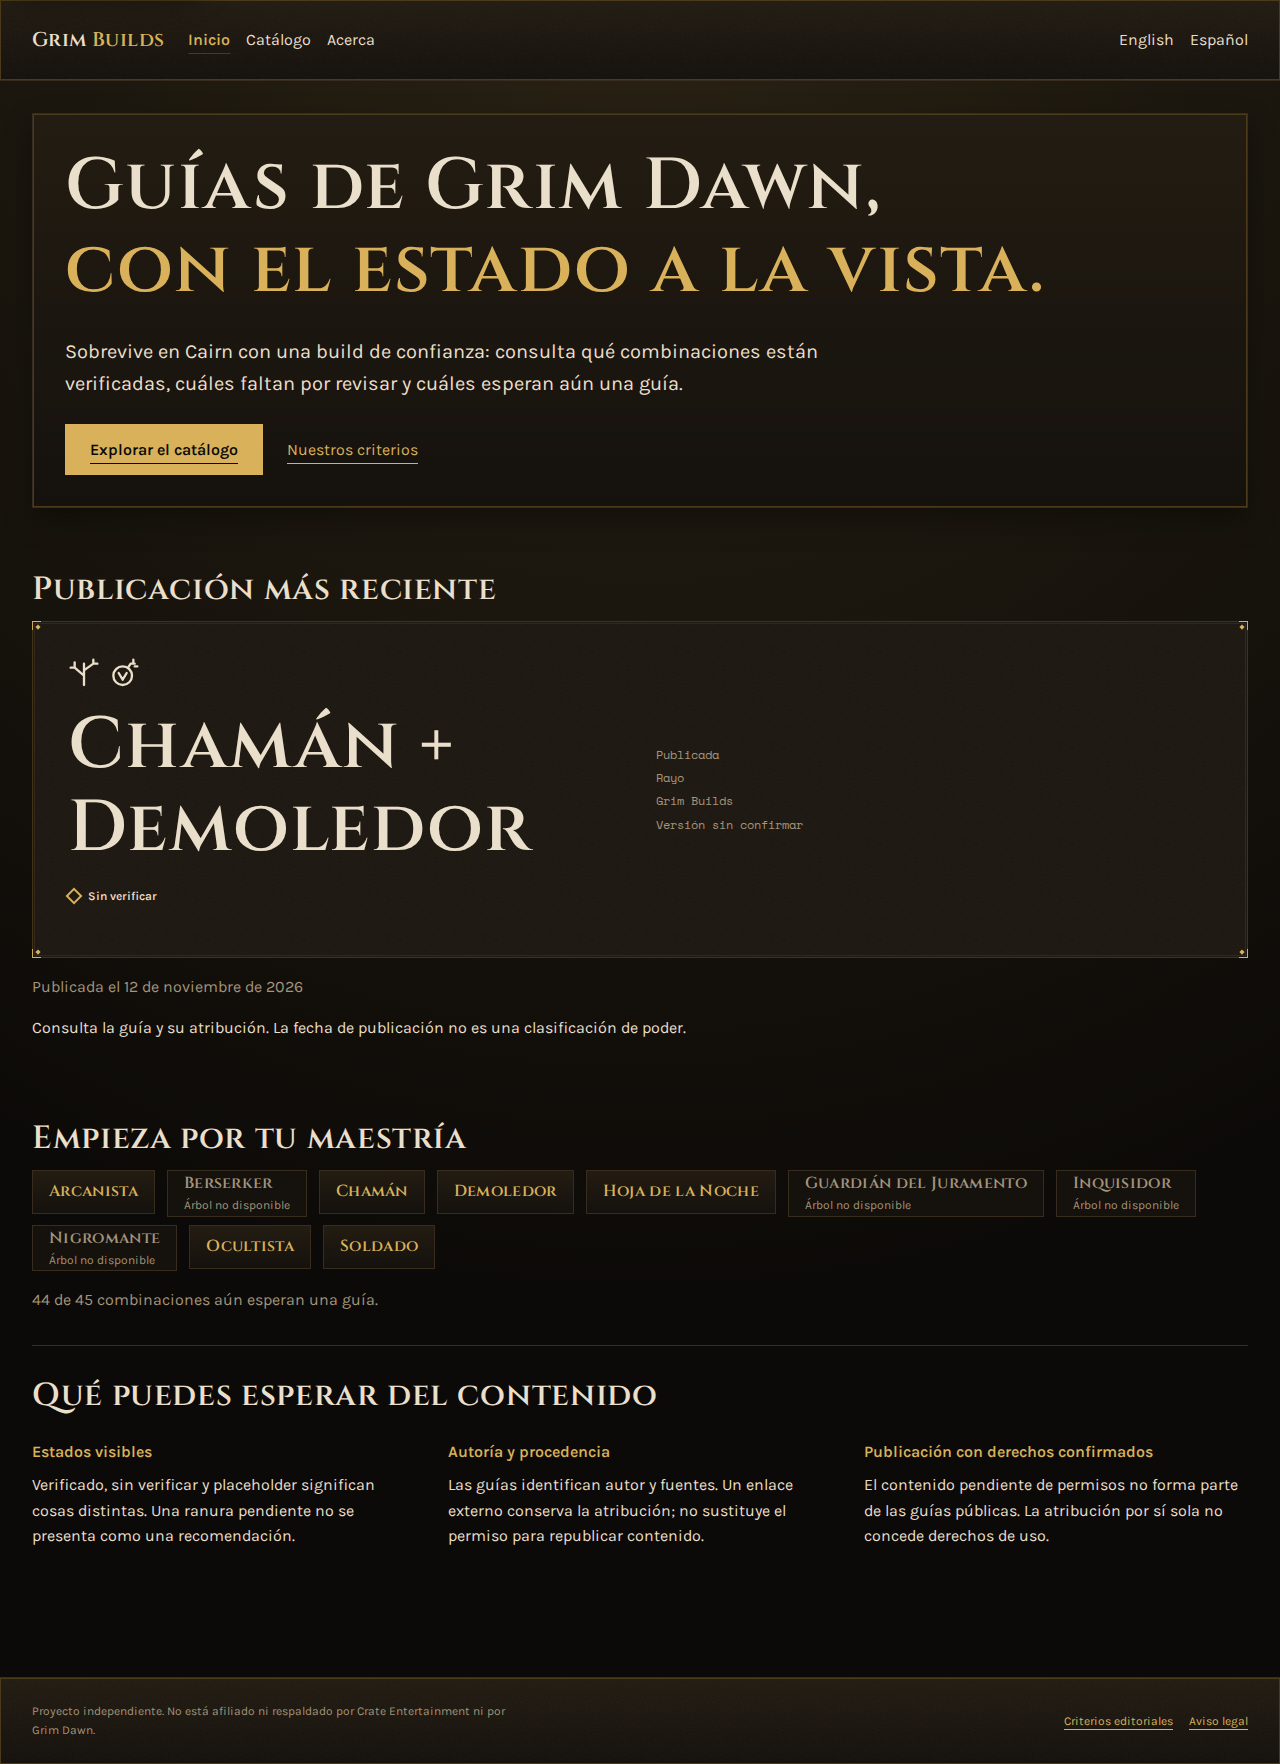 Grim Builds Inicio Catálogo Acerca English Español
Guías de Grim Dawn,
con el estado a la vista.
Sobrevive en Cairn con una build de confianza: consulta qué combinaciones están
verificadas, cuáles faltan por revisar y cuáles esperan aún una guía.
Explorar el catálogo Nuestros criterios
Publicación más reciente
Chamán +
Demoledor
Sin verificar
Publicada
Rayo
Grim Builds
Versión sin confirmar
Publicada el 12 de noviembre de 2026
Consulta la guía y su atribución. La fecha de publicación no es una clasificación de poder.
Empieza por tu maestría
Arcanista
Berserker
Árbol no disponible
Chamán
Demoledor
Hoja de la Noche
Guardián del Juramento
Árbol no disponible
Inquisidor
Árbol no disponible
Nigromante
Árbol no disponible
Ocultista
Soldado
44 de 45 combinaciones aún esperan una guía.
Qué puedes esperar del contenido
Estados visibles
Verificado, sin verificar y placeholder significan
cosas distintas. Una ranura pendiente no se
presenta como una recomendación.
Autoría y procedencia
Las guías identifican autor y fuentes. Un enlace
externo conserva la atribución; no sustituye el
permiso para republicar contenido.
Publicación con derechos confirmados
El contenido pendiente de permisos no forma parte
de las guías públicas. La atribución por sí sola no
concede derechos de uso.
Proyecto independiente. No está afiliado ni respaldado por Crate Entertainment ni por
Grim Dawn.
Criterios editoriales Aviso legal